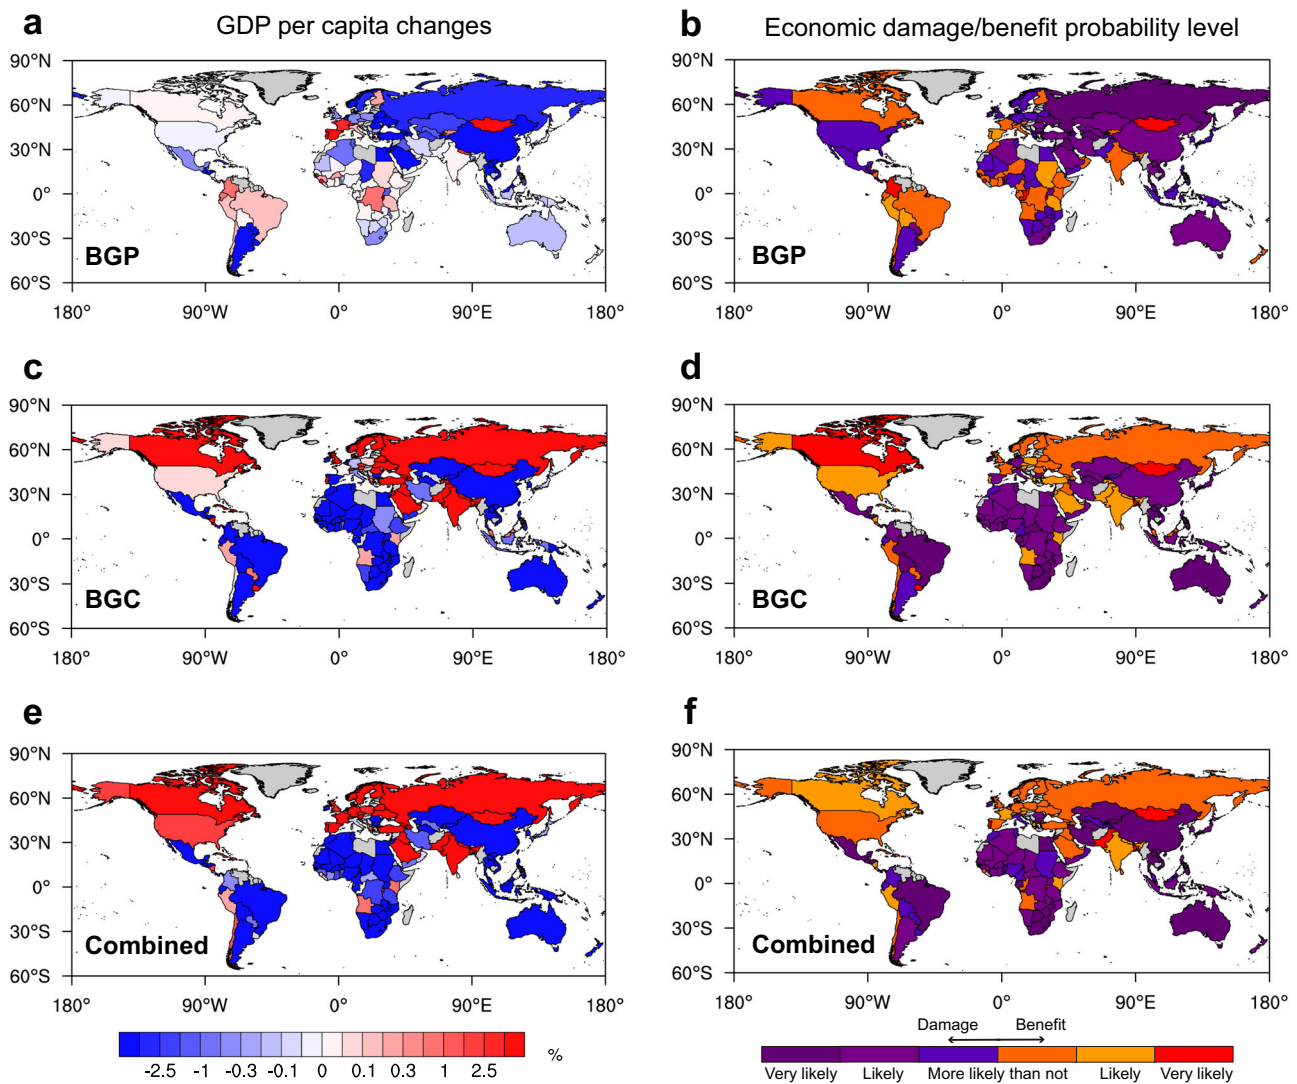 a GDP per capita changes
90°N
60°N
30°N
0°
30°S
60°S
BGP
180° 90°W 0° 90°E 180°
b Economic damage/benefit probability level
90°N
60°N
30°N
0°
30°S
60°S
BGP
180° 90°W 0° 90°E 180°
c
90°N
60°N
30°N
0°
30°S
60°S
BGC
180° 90°W 0° 90°E 180°
d
90°N
60°N
30°N
0°
30°S
60°S
BGC
180° 90°W 0° 90°E 180°
e
90°N
60°N
30°N
0°
30°S
60°S
Combined
180° 90°W 0° 90°E 180°
-2.5 -1 -0.3 -0.1 0 0.1 0.3 1 2.5 %
f
90°N
60°N
30°N
0°
30°S
60°S
Combined
180° 90°W 0° 90°E 180°
Damage Benefit
Very likely Likely More likely than not Likely Very likely